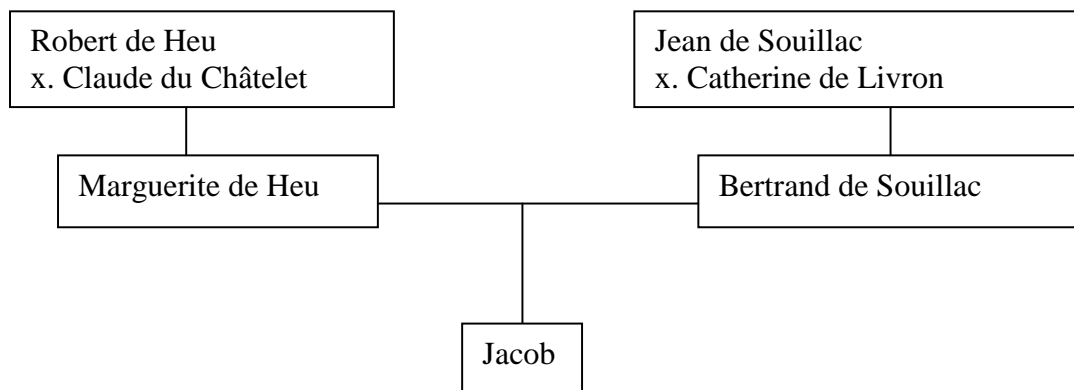 Robert de Heu
x. Claude du Châtelet
Jean de Souillac
x. Catherine de Livron
Marguerite de Heu
Bertrand de Souillac
Jacob